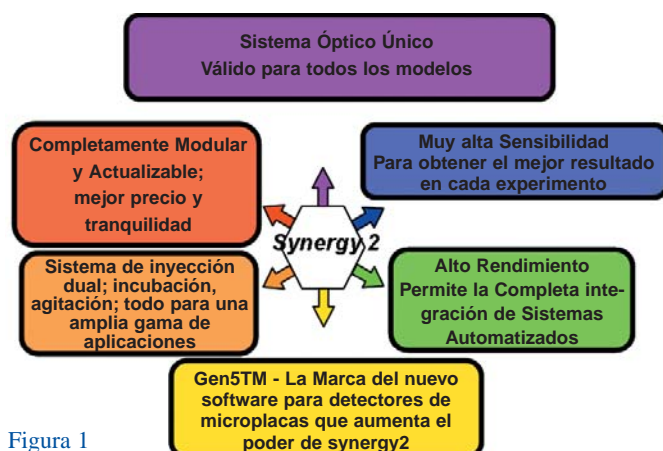 Sistema Óptico Único
Válido para todos los modelos
Completamente Modular
y Actualizable;
mejor precio y
tranquilidad
Muy alta Sensibilidad
Para obtener el mejor resultado
en cada experimento
Synergy 2
Sistema de inyección
dual; incubación,
agitación; todo para una
amplia gama de
aplicaciones
Alto Rendimiento
Permite la Completa inte-
gración de Sistemas
Automatizados
Gen5TM - La Marca del nuevo
software para detectores de
microplacas que aumenta el
poder de synergy2
Figura 1